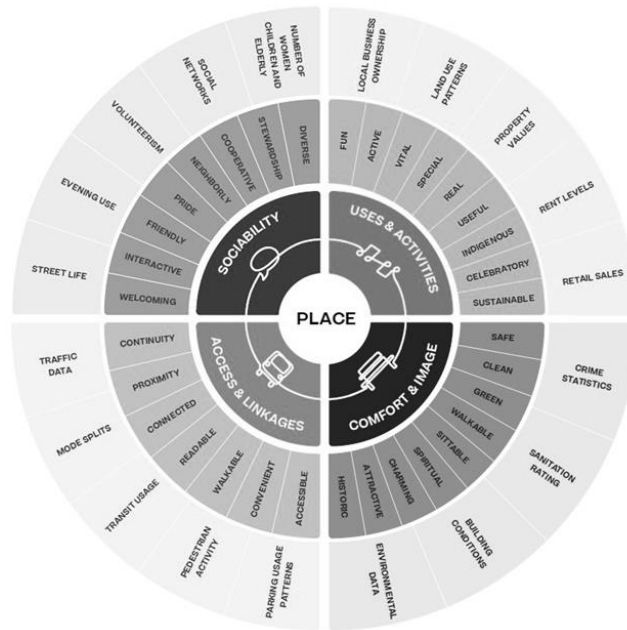 PLACE
SOCIABILITY
USES & ACTIVITIES
ACCESS & LINKAGES
COMFORT & IMAGE
WELCOMING
INTERACTIVE
FRIENDLY
PRIDE
NEIGHBORLY
COOPERATIVE
STEWARDSHIP
DIVERSE
FUN
ACTIVE
VITAL
SPECIAL
REAL
USEFUL
INDIGENOUS
CELEBRATORY
SUSTAINABLE
SAFE
CLEAN
GREEN
WALKABLE
SITTABLE
SPIRITUAL
CHARMING
ATTRACTIVE
HISTORIC
ACCESSIBLE
CONVENIENT
WALKABLE
READABLE
CONNECTED
PROXIMITY
CONTINUITY
STREET LIFE
EVENING USE
VOLUNTEERISM
SOCIAL
NETWORKS
NUMBER OF
WOMEN
CHILDREN AND
ELDERLY
LOCAL BUSINESS
OWNERSHIP
LAND USE
PATTERNS
PROPERTY
VALUES
RENT LEVELS
RETAIL SALES
CRIME
STATISTICS
SANITATION
RATING
BUILDING
CONDITIONS
ENVIRONMENTAL
DATA
PARKING USAGE
PATTERNS
PEDESTRIAN
ACTIVITY
TRANSIT USAGE
MODE SPLITS
TRAFFIC
DATA